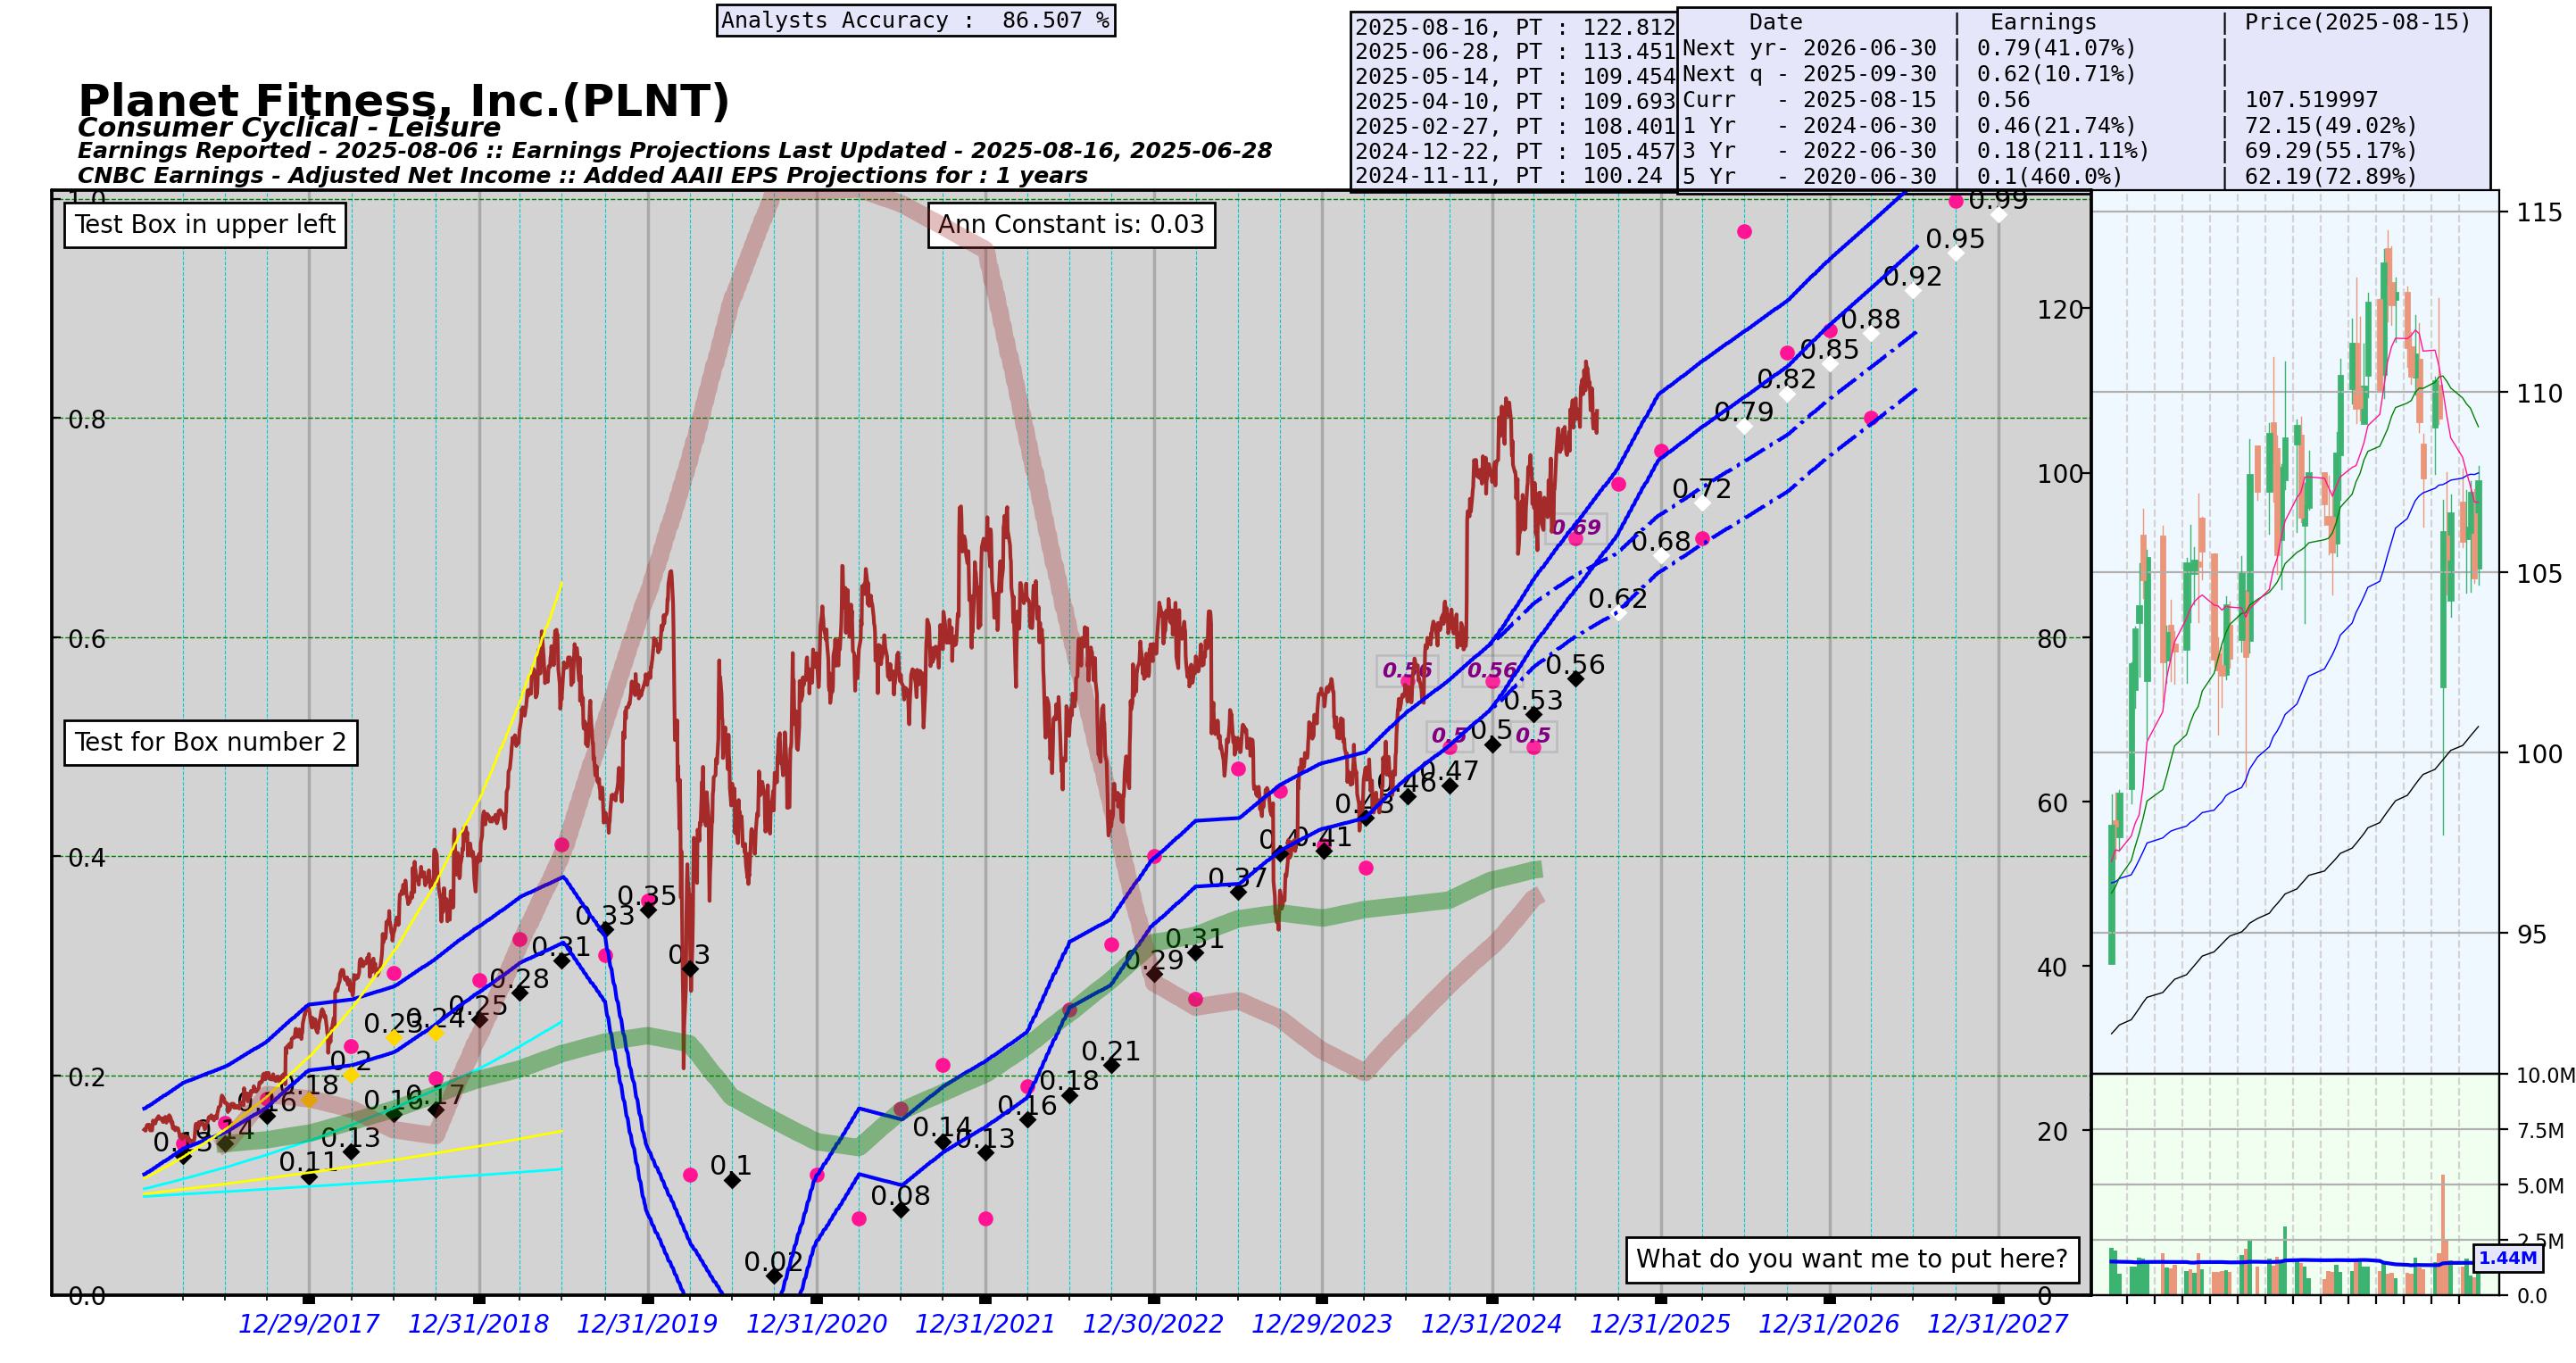 Analysts Accuracy :  86.507 %
2025-08-16, PT : 122.812
2025-06-28, PT : 113.451
2025-05-14, PT : 109.454
2025-04-10, PT : 109.693
2025-02-27, PT : 108.401
2024-12-22, PT : 105.457
2024-11-11, PT : 100.24
Date | Earnings | Price(2025-08-15)
Next yr- 2026-06-30 | 0.79(41.07%) |
Next q - 2025-09-30 | 0.62(10.71%) |
Curr - 2025-08-15 | 0.56 | 107.519997
1 Yr - 2024-06-30 | 0.46(21.74%) | 72.15(49.02%)
3 Yr - 2022-06-30 | 0.18(211.11%) | 69.29(55.17%)
5 Yr - 2020-06-30 | 0.1(460.0%) | 62.19(72.89%)
Planet Fitness, Inc.(PLNT)
Consumer Cyclical - Leisure
Earnings Reported - 2025-08-06 :: Earnings Projections Last Updated - 2025-08-16, 2025-06-28
CNBC Earnings - Adjusted Net Income :: Added AAII EPS Projections for : 1 years
Test Box in upper left
Ann Constant is: 0.03
Test for Box number 2
What do you want me to put here?
1.0
0.8
0.6
0.4
0.2
0.0
0.13
0.14
0.16
0.18
0.11
0.2
0.13
0.23
0.16
0.24
0.17
0.25
0.28
0.31
0.33
0.35
0.3
0.1
0.02
0.08
0.14
0.13
0.16
0.18
0.21
0.29
0.31
0.37
0.4
0.41
0.43
0.46
0.47
0.5
0.53
0.56
0.56
0.5
0.56
0.5
0.69
0.62
0.68
0.72
0.79
0.82
0.85
0.88
0.92
0.95
0.99
120
100
80
60
40
20
0
115
110
105
100
95
10.0M
7.5M
5.0M
2.5M
1.44M
0.0
12/29/2017
12/31/2018
12/31/2019
12/31/2020
12/31/2021
12/30/2022
12/29/2023
12/31/2024
12/31/2025
12/31/2026
12/31/2027